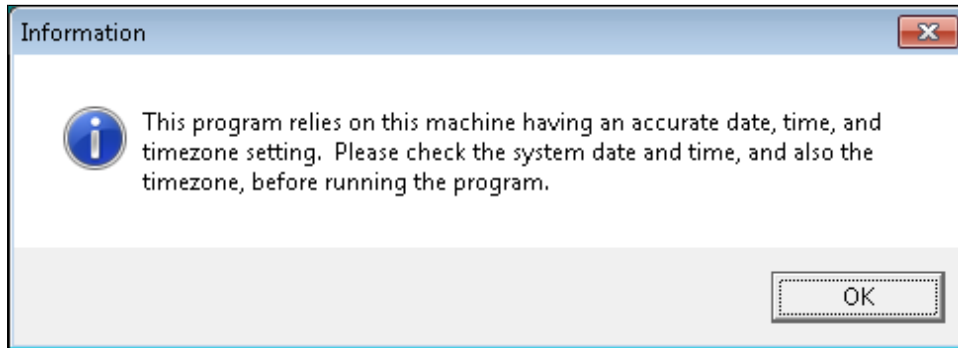 Information
This program relies on this machine having an accurate date, time, and
timezone setting.  Please check the system date and time, and also the
timezone, before running the program.
OK